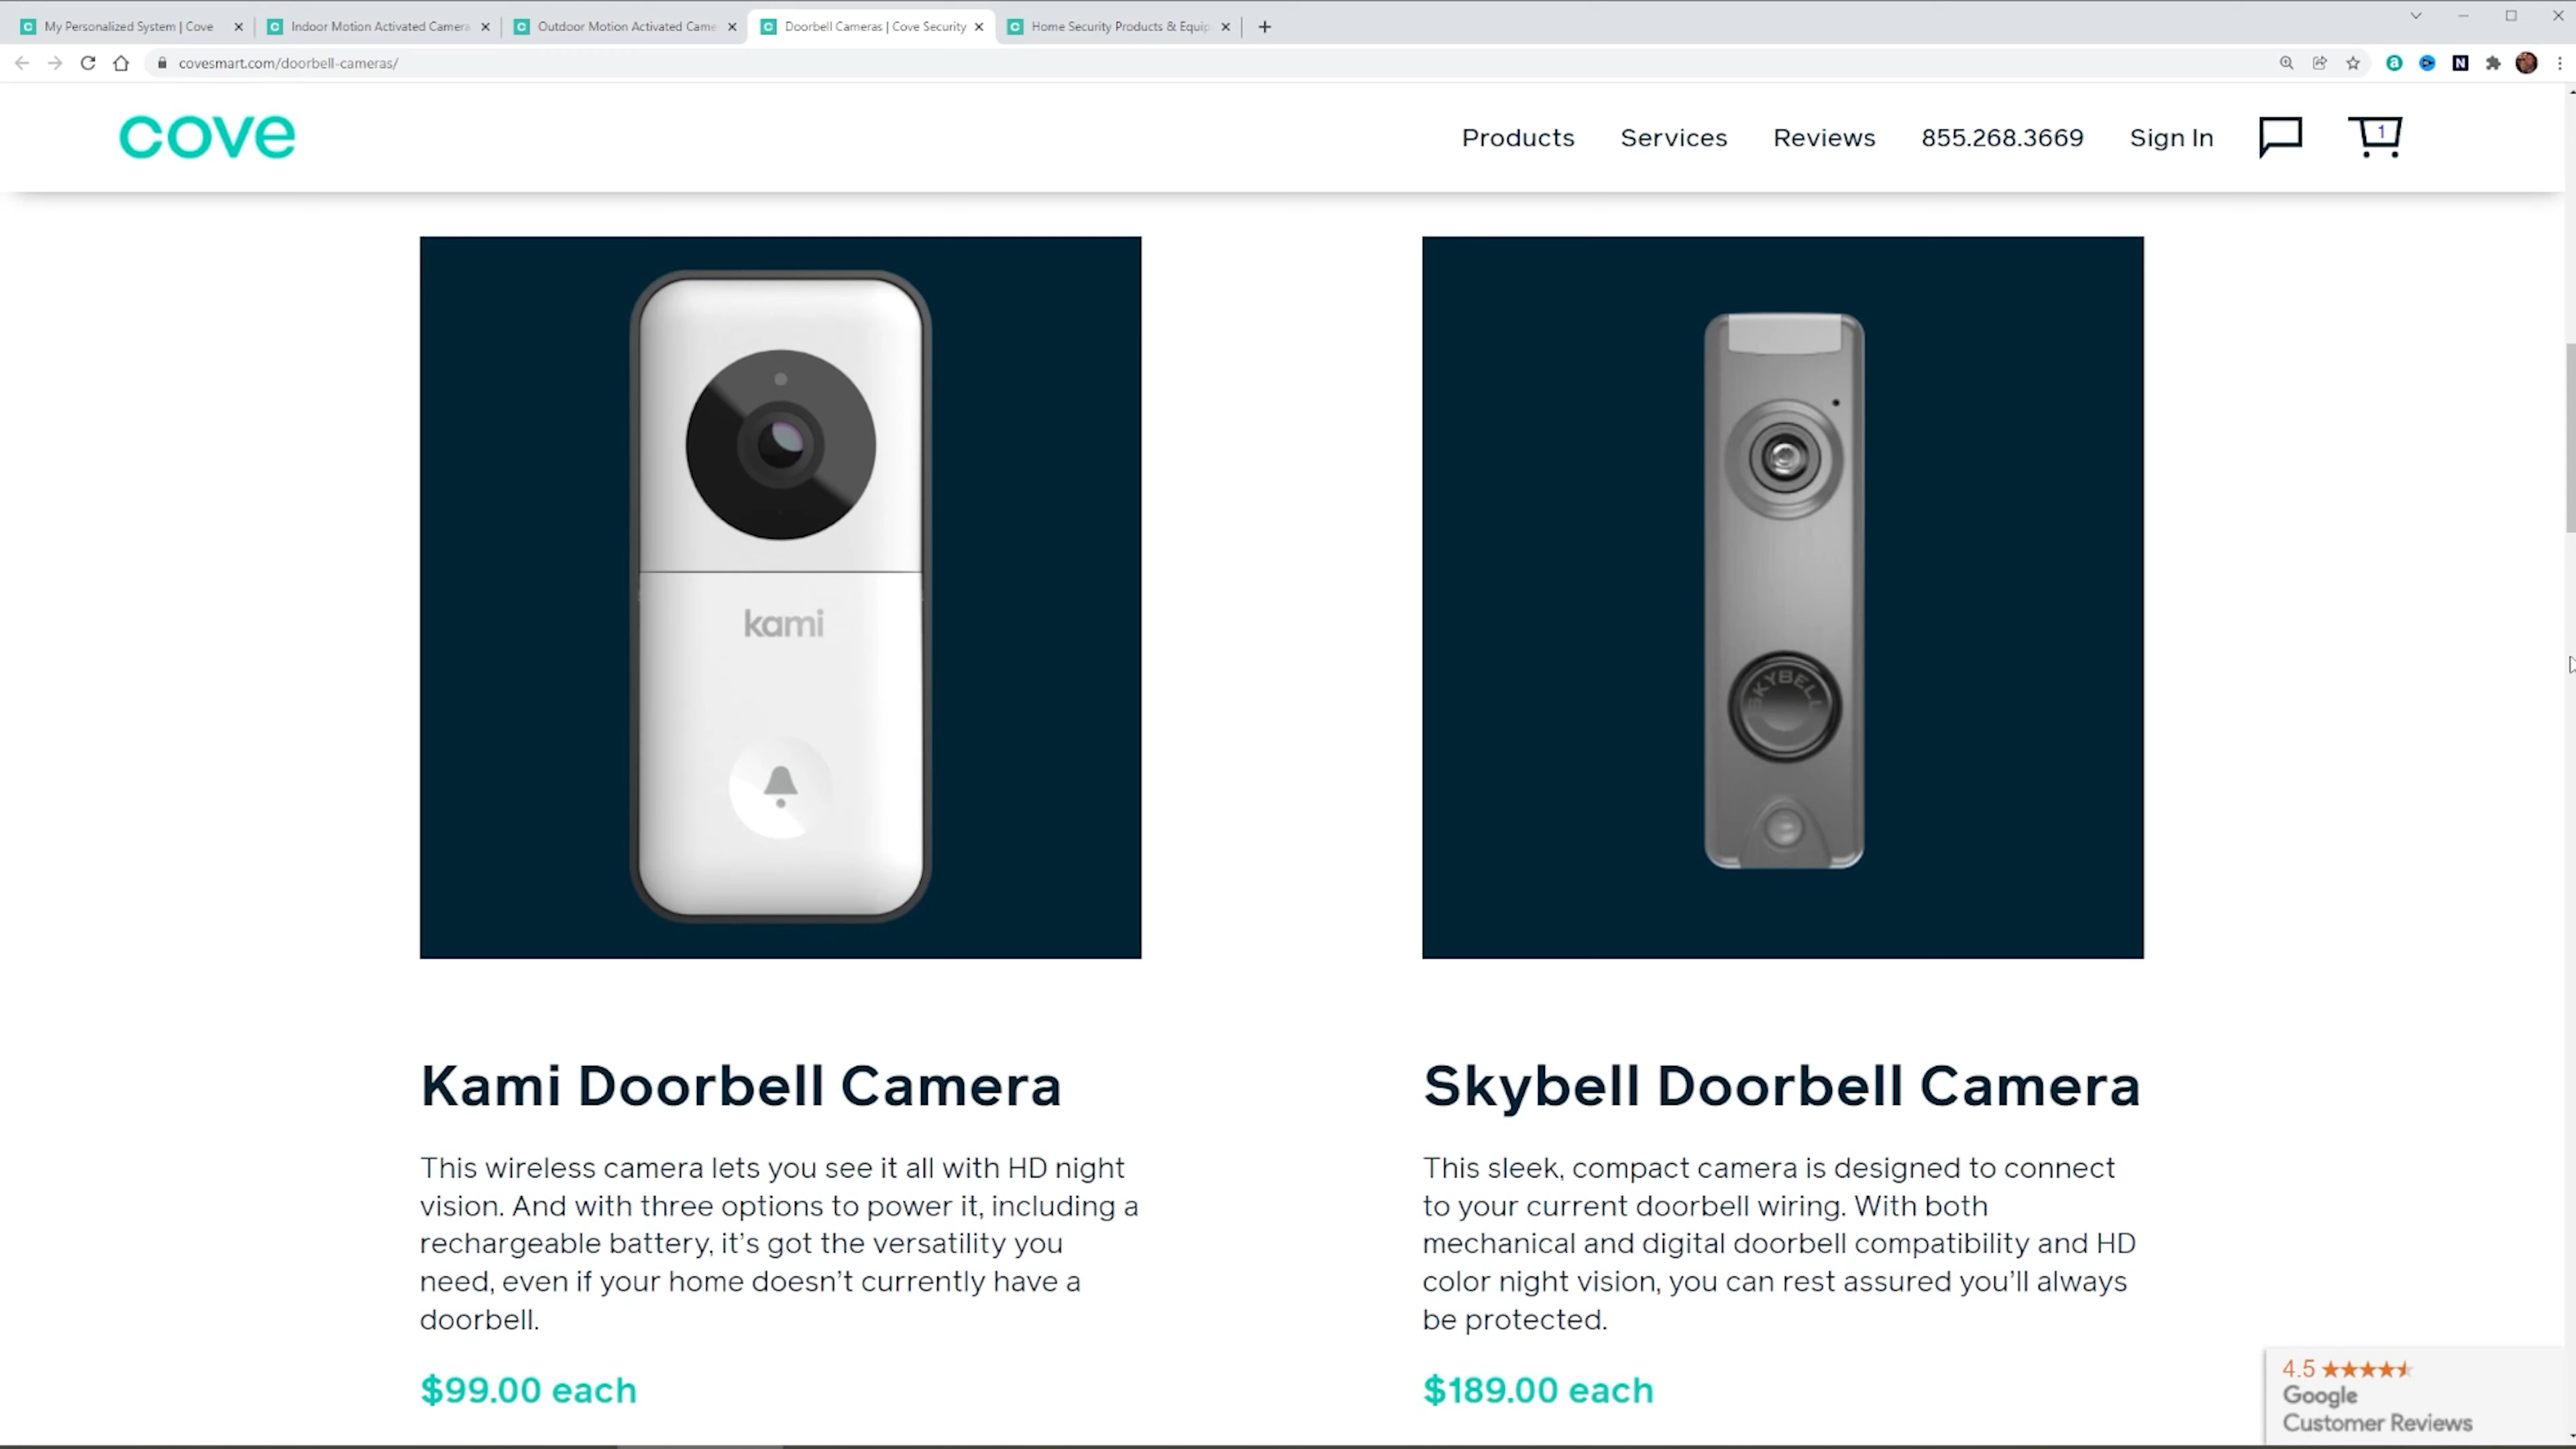 My Personalized System | Cove
Indoor Motion Activated Camera
Outdoor Motion Activated Came
Doorbell Cameras | Cove Security
Home Security Products & Equip
covesmart.com/doorbell-cameras/
cove
Products
Services
Reviews
855.268.3669
Sign In
1
kami
SKYBELL
Kami Doorbell Camera
This wireless camera lets you see it all with HD night
vision. And with three options to power it, including a
rechargeable battery, it's got the versatility you
need, even if your home doesn't currently have a
doorbell.
$99.00 each
Skybell Doorbell Camera
This sleek, compact camera is designed to connect
to your current doorbell wiring. With both
mechanical and digital doorbell compatibility and HD
color night vision, you can rest assured you'll always
be protected.
$189.00 each
4.5
Google
Customer Reviews